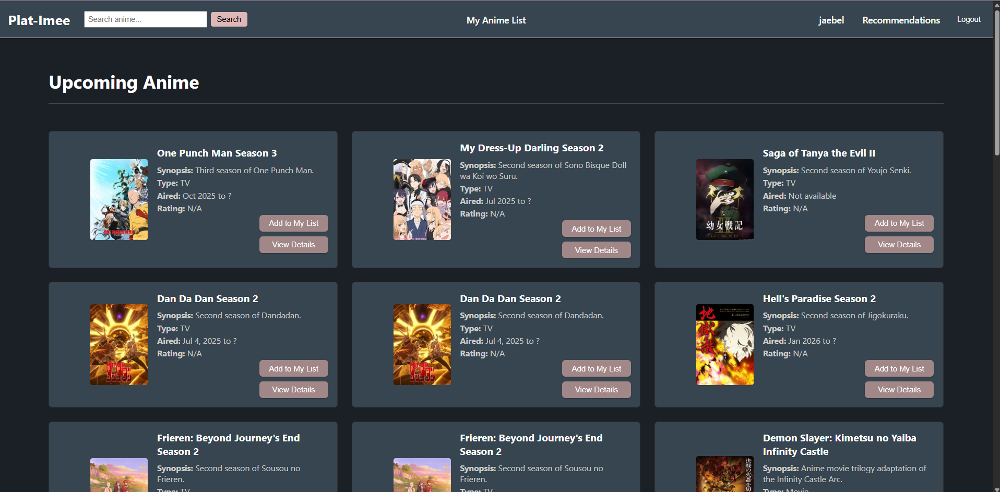 Plat-Imee
Search anime...
Search
My Anime List
jaebel
Recommendations
Logout
Upcoming Anime
One Punch Man Season 3
Synopsis: Third season of One Punch Man.
Type: TV
Aired: Oct 2025 to ?
Rating: N/A
Add to My List
View Details
ONE PUNCH MAN
My Dress-Up Darling Season 2
Synopsis: Second season of Sono Bisque Doll
wa Koi wo Suru.
Type: TV
Aired: Jul 2025 to ?
Rating: N/A
Add to My List
View Details
Saga of Tanya the Evil II
Synopsis: Second season of Youjo Senki.
Type: TV
Aired: Not available
Rating: N/A
Add to My List
View Details
幼女戦記
Dan Da Dan Season 2
Synopsis: Second season of Dandadan.
Type: TV
Aired: Jul 4, 2025 to ?
Rating: N/A
Add to My List
View Details
Dan Da Dan Season 2
Synopsis: Second season of Dandadan.
Type: TV
Aired: Jul 4, 2025 to ?
Rating: N/A
Add to My List
View Details
Hell's Paradise Season 2
Synopsis: Second season of Jigokuraku.
Type: TV
Aired: Jan 2026 to ?
Rating: N/A
Add to My List
View Details
地獄楽
Frieren: Beyond Journey's End
Season 2
Synopsis: Second season of Sousou no
Frieren.
Type: TV
Frieren: Beyond Journey's End
Season 2
Synopsis: Second season of Sousou no
Frieren.
Type: TV
Demon Slayer: Kimetsu no Yaiba
Infinity Castle
Synopsis: Anime movie trilogy adaptation of
the Infinity Castle Arc.
Type: Movie
決戦の火蓋を切